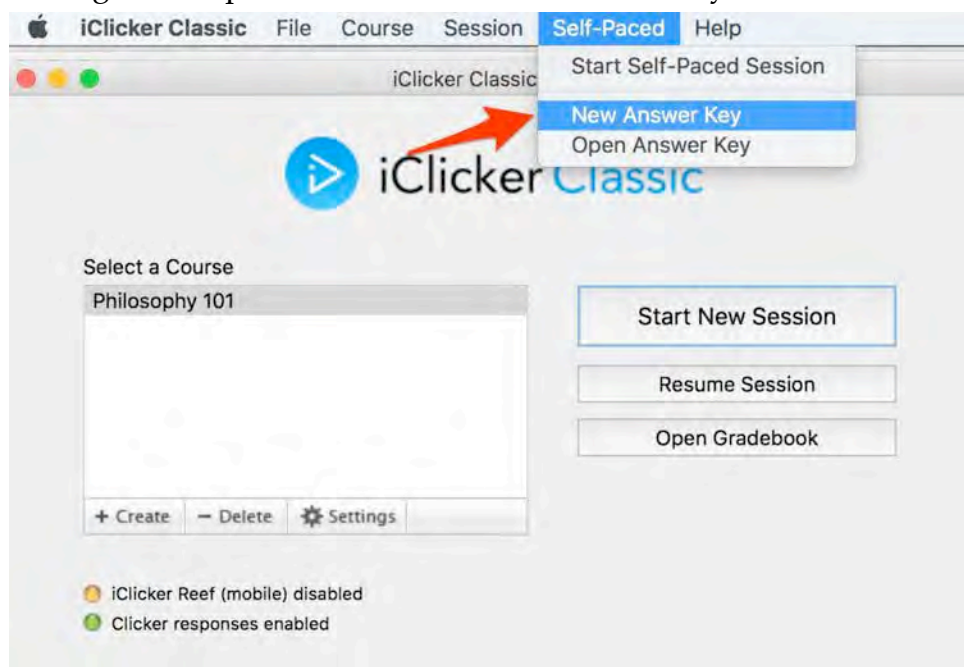 iClicker Classic File Course Session Self-Paced Help
iClicker Classic
Start Self-Paced Session
New Answer Key
Open Answer Key
iClicker Classic
Select a Course
Philosophy 101
Start New Session
Resume Session
Open Gradebook
+ Create − Delete Settings
iClicker Reef (mobile) disabled
Clicker responses enabled